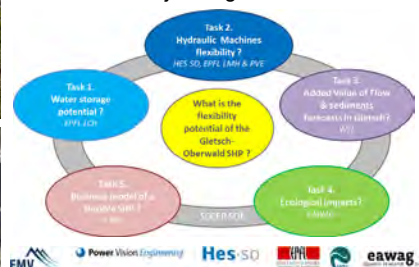 Task 2.
Hydraulic Machines
flexibility ?
HES SO, EPFL LMH & PVE
Task 1.
Water storage
potential ?
EPFL LCH
What is the
flexibility
potential of the
Gletsch-
Oberwald SHP ?
Task 3.
Added Value of flow
& sediments
forecasts in Gletsch?
Task 5.
Business model of a
flexible SHP ?
Task 4.
Ecological impacts?
FMV
Power Vision Engineering
Hes·so
EPFL
eawag